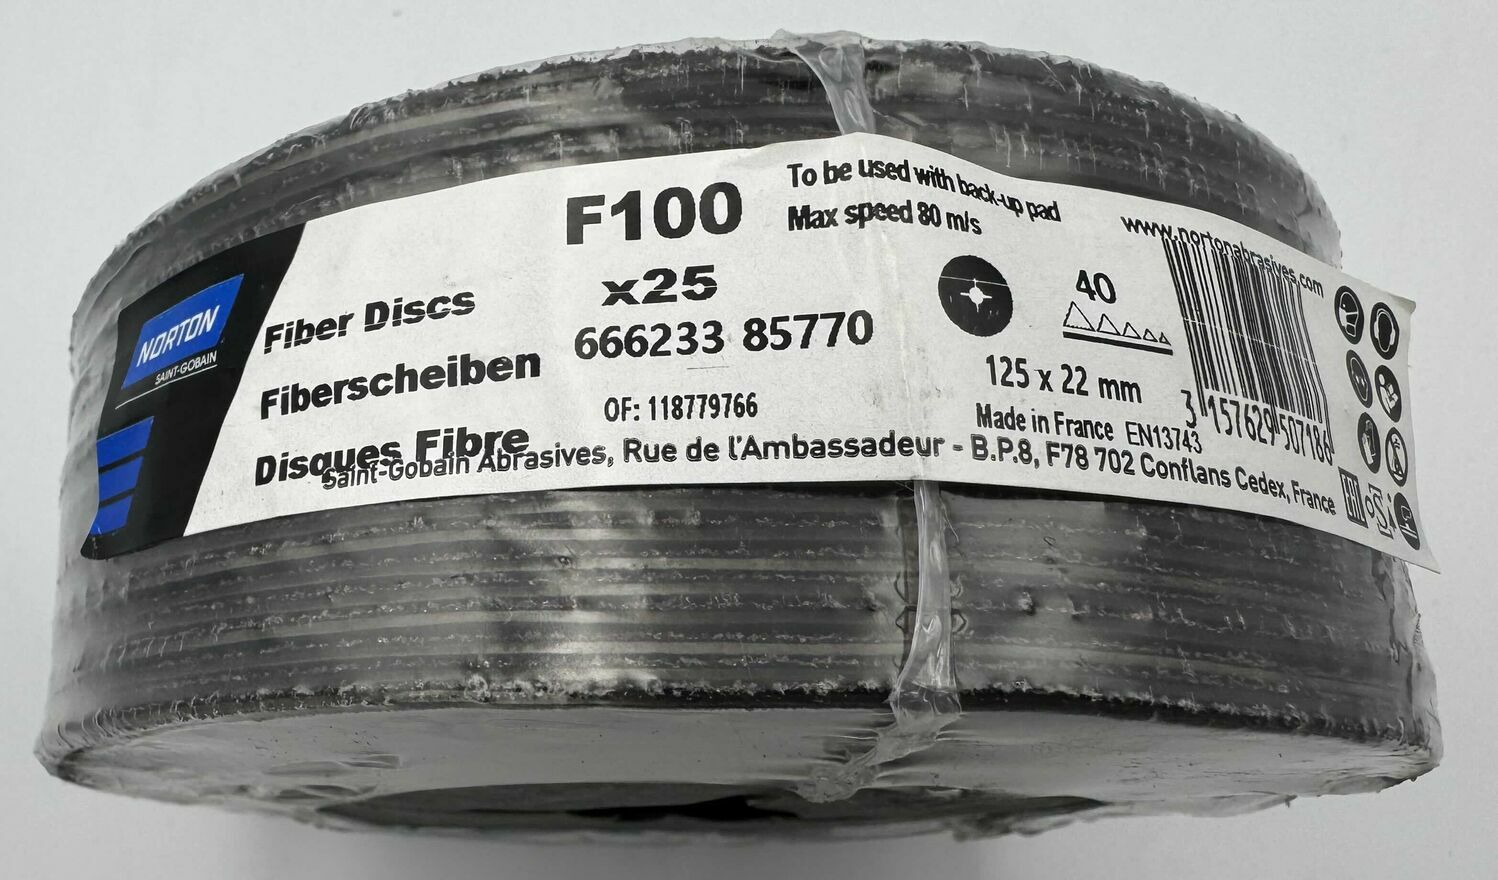 NORTON
SAINT-GOBAIN
Fiber Discs
Fiberscheiben
Disques Fibre
F100
x25
666233 85770
OF: 118779766
To be used with back-up pad
Max speed 80 m/s
40
125 x 22 mm
Made in France EN13743
www.nortonabrasives.com
3 157629 507186
Saint-Gobain Abrasives, Rue de l'Ambassadeur - B.P.8, F78 702 Conflans Cedex, France
EAC
oSa